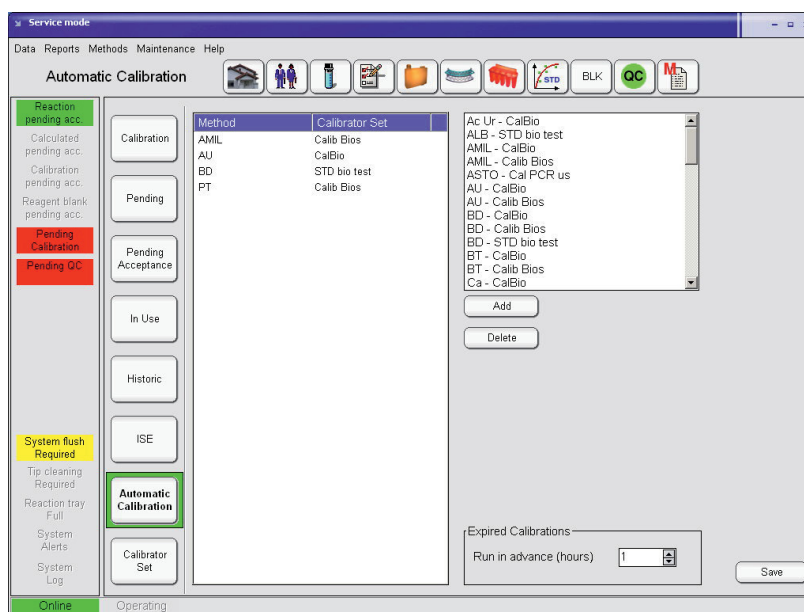 Service mode
Data Reports Methods Maintenance Help
Automatic Calibration
STD
BLK
QC
M
Reaction
pending acc.
Calculated
pending acc.
Calibration
pending acc.
Reagent blank
pending acc.
Pending
Calibration
Pending QC
System flush
Required
Tip cleaning
Required
Reaction tray
Full
System
Alerts
System
Log
Calibration
Pending
Pending
Acceptance
In Use
Historic
ISE
Automatic
Calibration
Calibrator
Set
Method Calibrator Set
AMIL Calib Bios
AU CalBio
BD STD bio test
PT Calib Bios
Ac Ur - CalBio
ALB - STD bio test
AMIL - CalBio
AMIL - Calib Bios
ASTO - Cal PCR us
AU - CalBio
AU - Calib Bios
BD - CalBio
BD - Calib Bios
BD - STD bio test
BT - CalBio
BT - Calib Bios
Ca - CalBio
Add
Delete
Expired Calibrations
Run in advance (hours) 1
Save
Online Operating